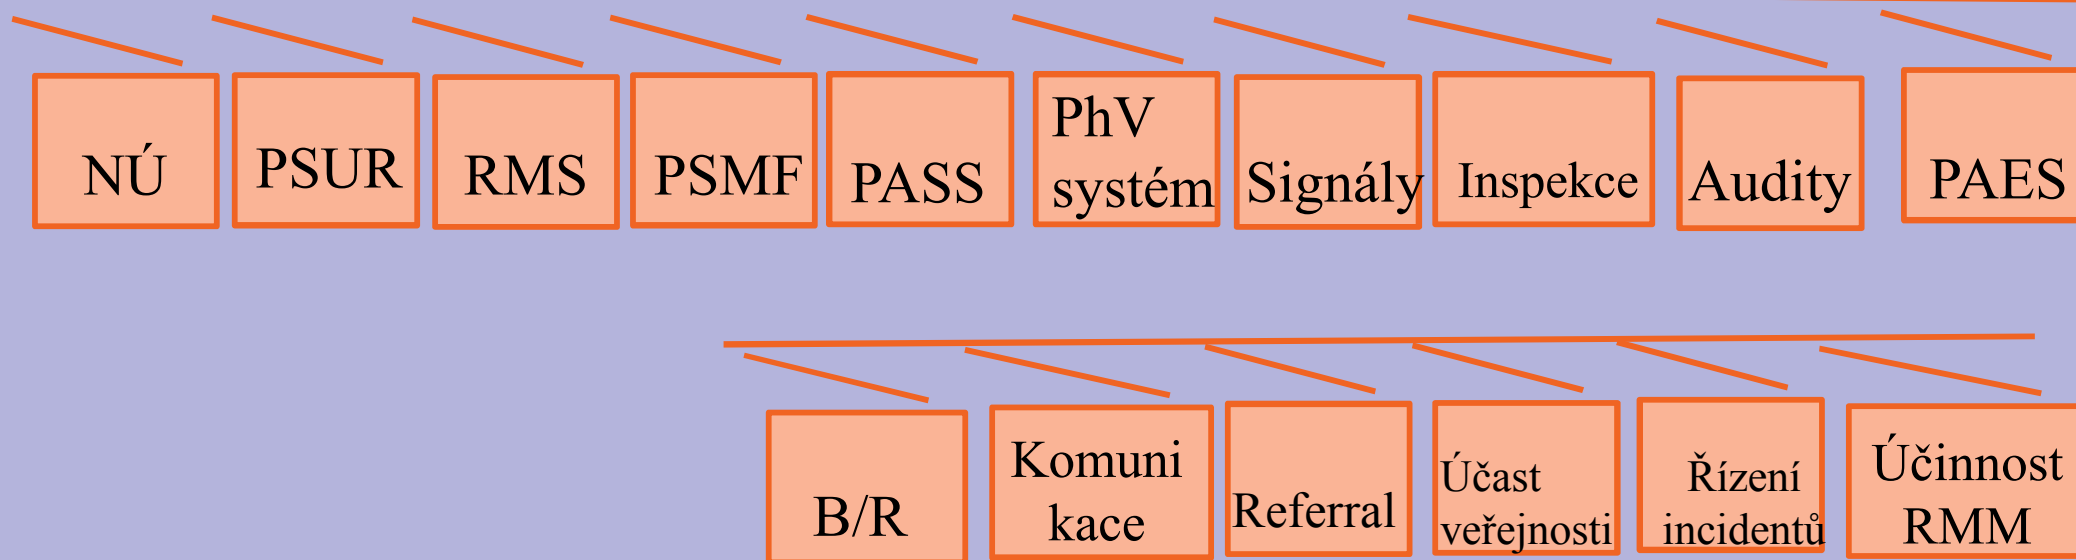 NÚ
PSUR
RMS
PSMF
PASS
PhV
systém
Signály
Inspekce
Audity
PAES
B/R
Komuni
kace
Referral
Účast
veřejnosti
Řízení
incidentů
Účinnost
RMM